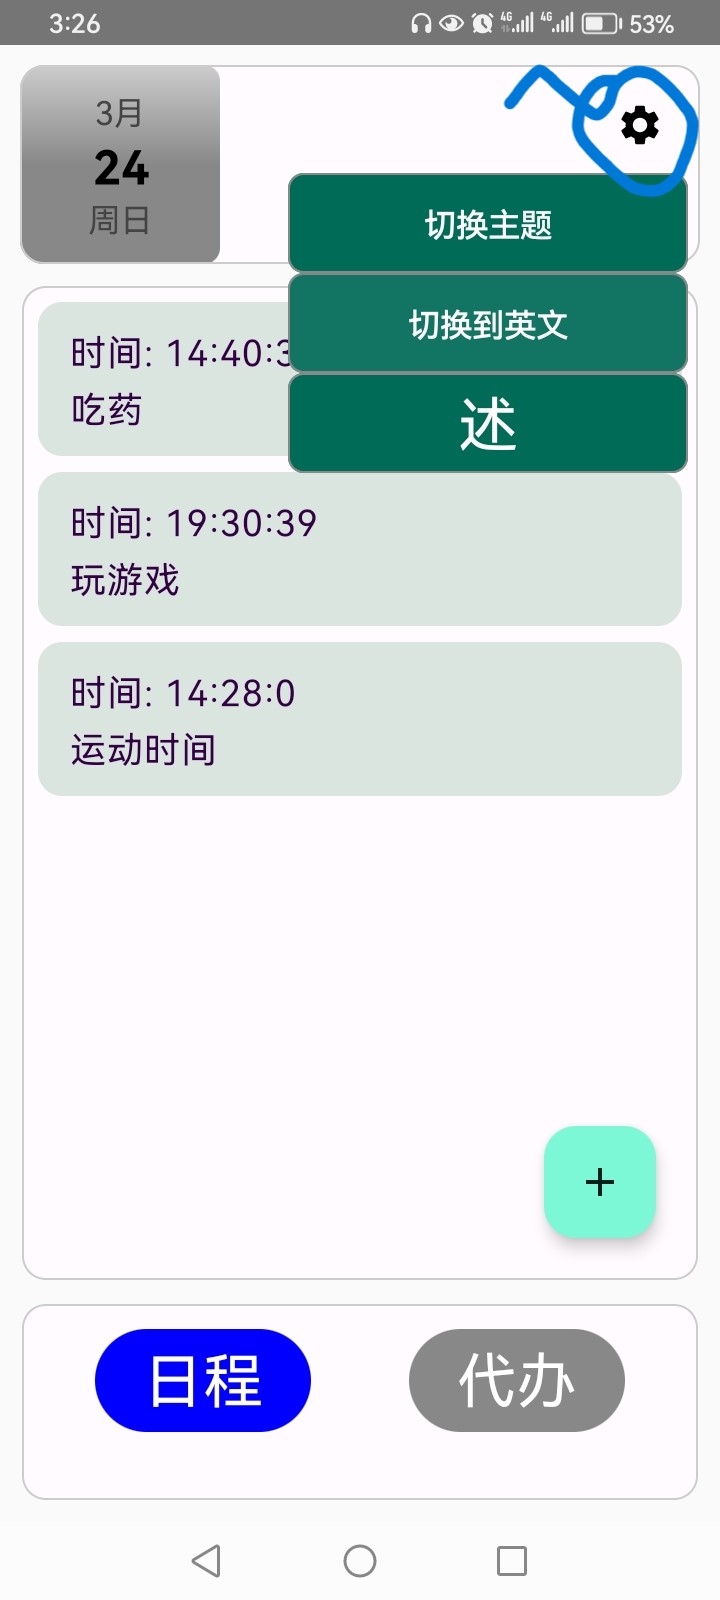 3:26
4G 4G 53%
3月
24
周日
切换主题
切换到英文
述
时间: 14:40:3
吃药
时间: 19:30:39
玩游戏
时间: 14:28:0
运动时间
+
日程
代办